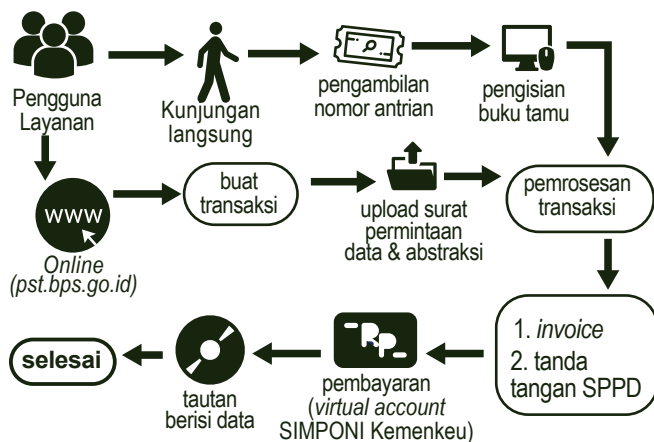 Pengguna
Layanan
Kunjungan
langsung
pengambilan
nomor antrian
pengisian
buku tamu
www
Online
(pst.bps.go.id)
buat
transaksi
upload surat
permintaan
data & abstraksi
pemrosesan
transaksi
1. invoice
2. tanda
tangan SPPD
RP
pembayaran
(virtual account
SIMPONI Kemenkeu)
tautan
berisi data
selesai